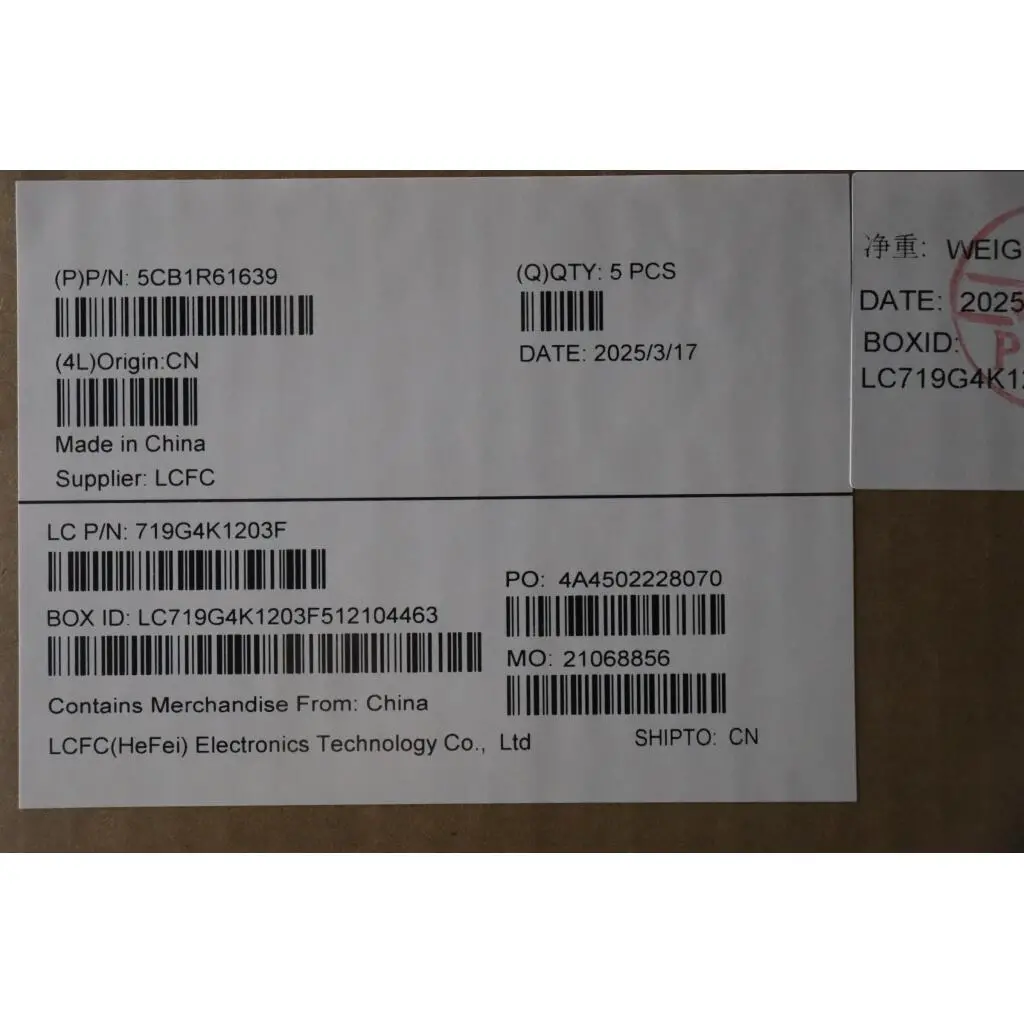 (P)P/N: 5CB1R61639
(Q)QTY: 5 PCS
(4L)Origin:CN
DATE: 2025/3/17
Made in China
Supplier: LCFC
LC P/N: 719G4K1203F
PO: 4A4502228070
BOX ID: LC719G4K1203F512104463
MO: 21068856
Contains Merchandise From: China
LCFC(HeFei) Electronics Technology Co., Ltd
SHIPTO: CN
净重: WEIG
DATE: 2025
BOXID:
LC719G4K12
P